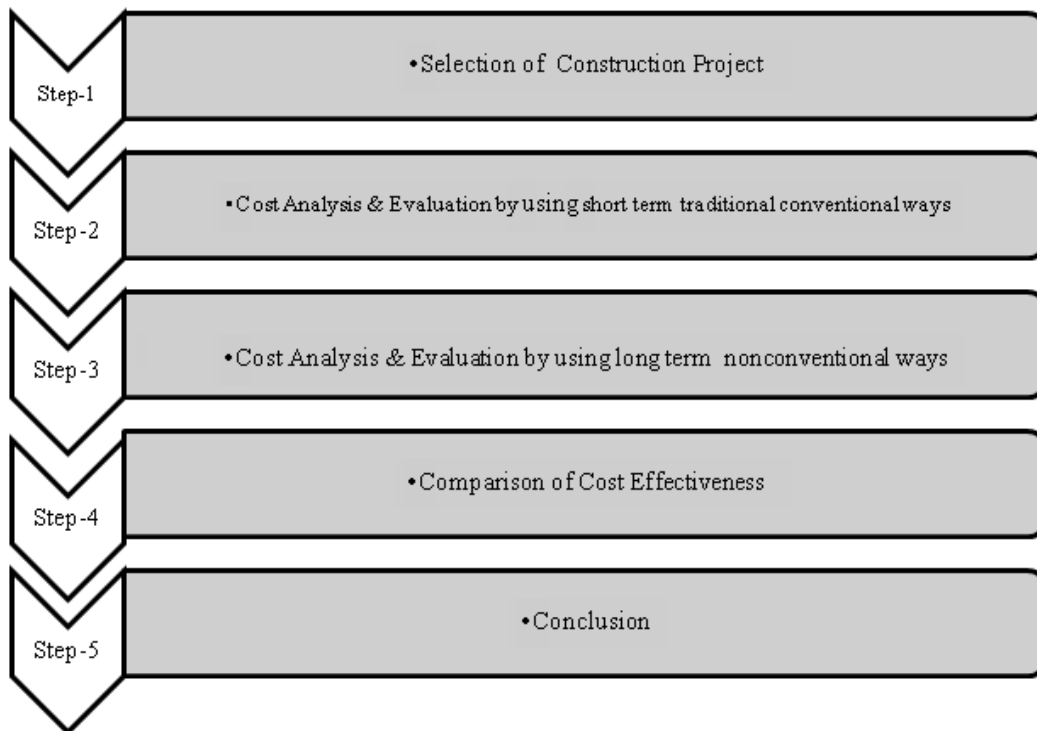 Step-1
•Selection of Construction Project
Step-2
•Cost Analysis & Evaluation by using short term traditional conventional ways
Step-3
•Cost Analysis & Evaluation by using long term nonconventional ways
Step-4
•Comparison of Cost Effectiveness
Step-5
•Conclusion